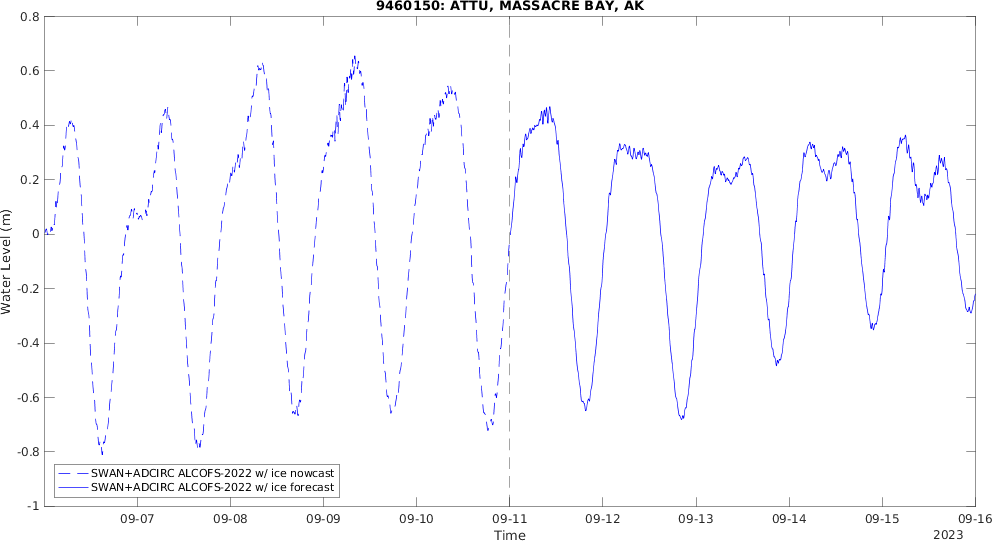 9460150: ATTU, MASSACRE BAY, AK
Water Level (m)
0.8
0.6
0.4
0.2
0
-0.2
-0.4
-0.6
-0.8
-1
SWAN+ADCIRC ALCOFS-2022 w/ ice nowcast
SWAN+ADCIRC ALCOFS-2022 w/ ice forecast
09-07 09-08 09-09 09-10 09-11 09-12 09-13 09-14 09-15 09-16
Time
2023